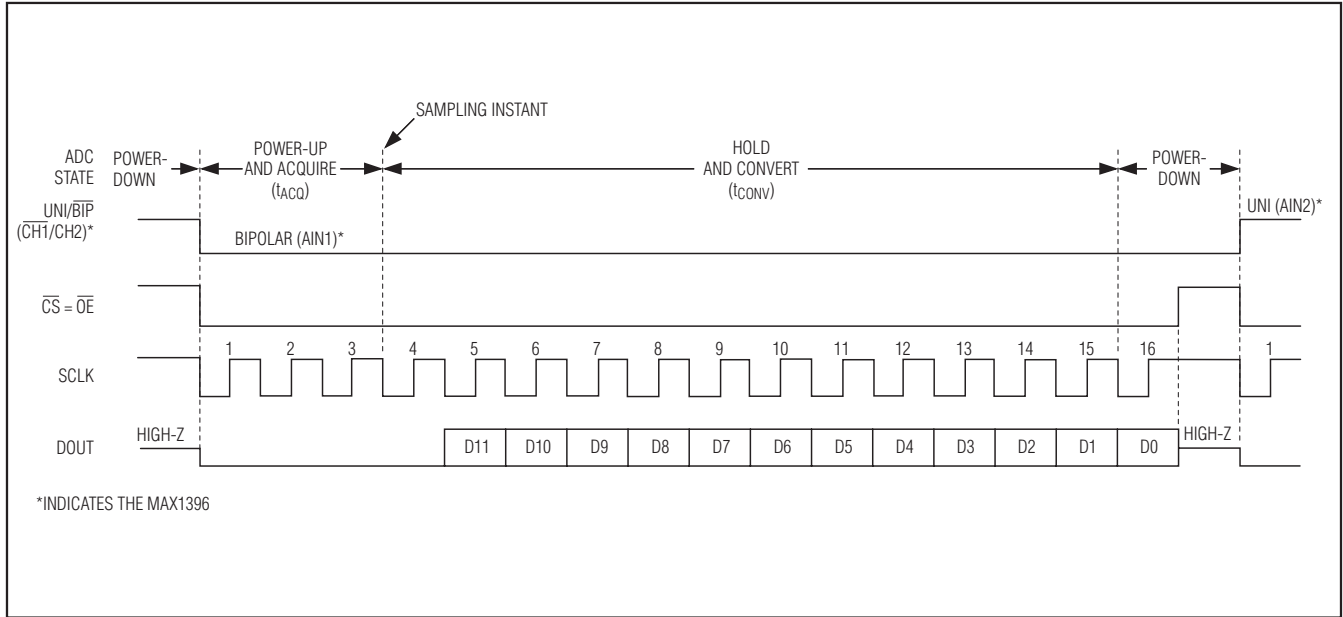 SAMPLING INSTANT
ADC
STATE
POWER-
DOWN
POWER-UP
AND ACQUIRE
(tACQ)
HOLD
AND CONVERT
(tCONV)
POWER-
DOWN
UNI/BIP
(CH1/CH2)*
BIPOLAR (AIN1)*
UNI (AIN2)*
CS = OE
SCLK
1 2 3 4 5 6 7 8 9 10 11 12 13 14 15 16 1
DOUT
HIGH-Z
D11 D10 D9 D8 D7 D6 D5 D4 D3 D2 D1 D0
HIGH-Z
*INDICATES THE MAX1396